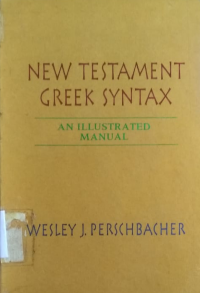 NEW TESTAMENT
GREEK SYNTAX
AN ILLUSTRATED
MANUAL
WESLEY J. PERSCHBACHER